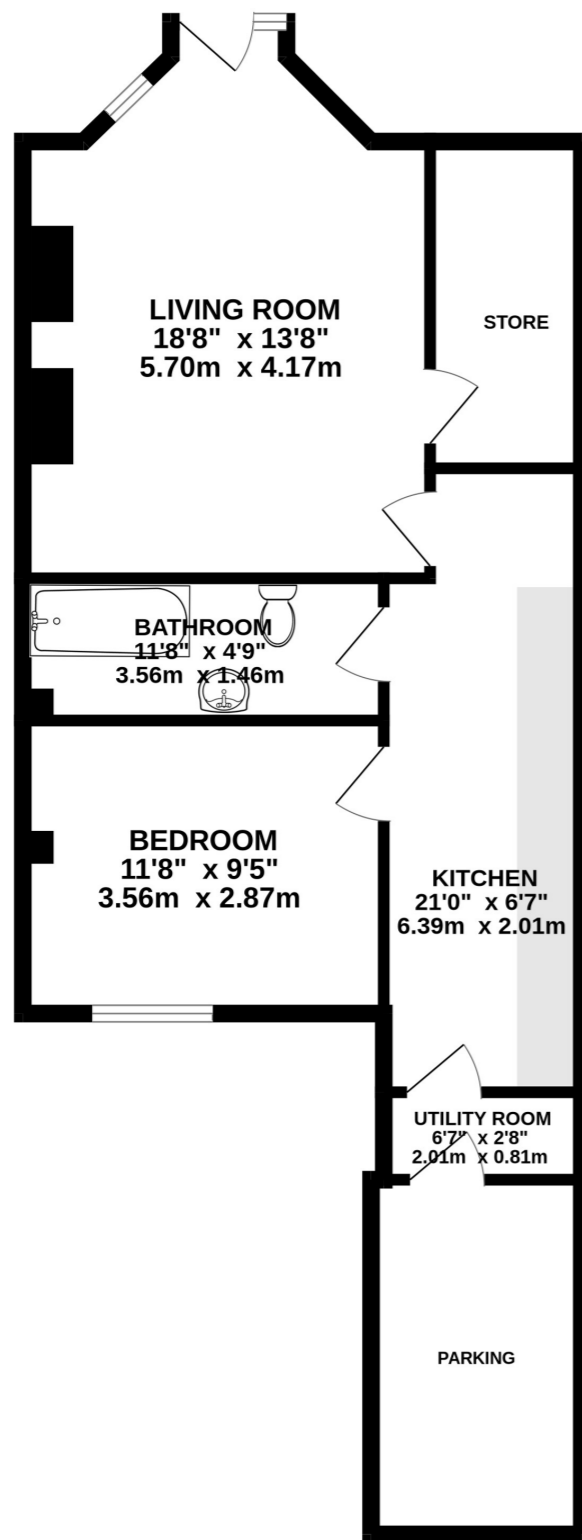 LIVING ROOM
18'8" x 13'8"
5.70m x 4.17m
STORE
BATHROOM
11'8" x 4'9"
3.56m x 1.46m
BEDROOM
11'8" x 9'5"
3.56m x 2.87m
KITCHEN
21'0" x 6'7"
6.39m x 2.01m
UTILITY ROOM
6'7" x 2'8"
2.01m x 0.81m
PARKING